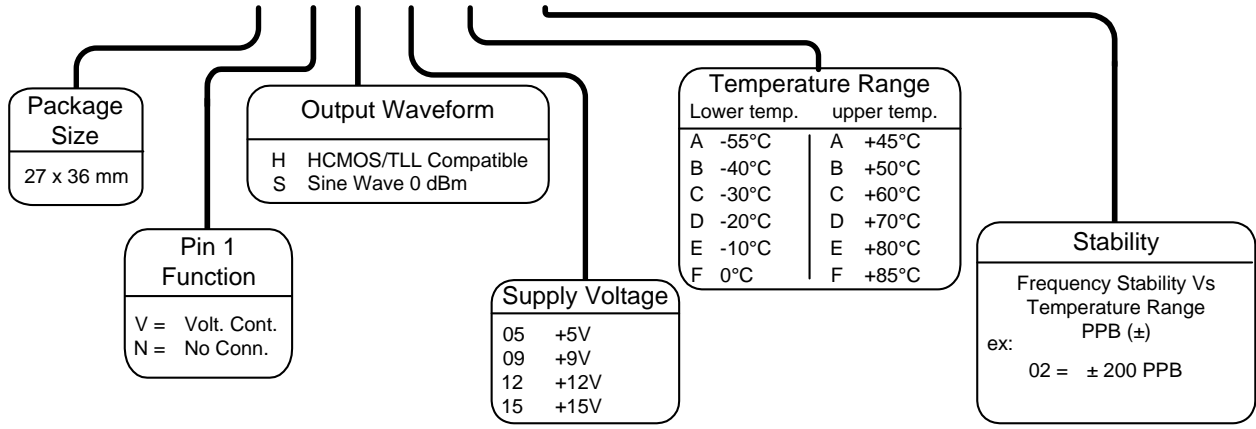 Package
Size
27 x 36 mm
Pin 1
Function
V = Volt. Cont.
N = No Conn.
Output Waveform
H HCMOS/TLL Compatible
S Sine Wave 0 dBm
Supply Voltage
05 +5V
09 +9V
12 +12V
15 +15V
Temperature Range
Lower temp. upper temp.
A -55°C A +45°C
B -40°C B +50°C
C -30°C C +60°C
D -20°C D +70°C
E -10°C E +80°C
F 0°C F +85°C
Stability
Frequency Stability Vs
Temperature Range
PPB (±)
ex:
02 = ± 200 PPB